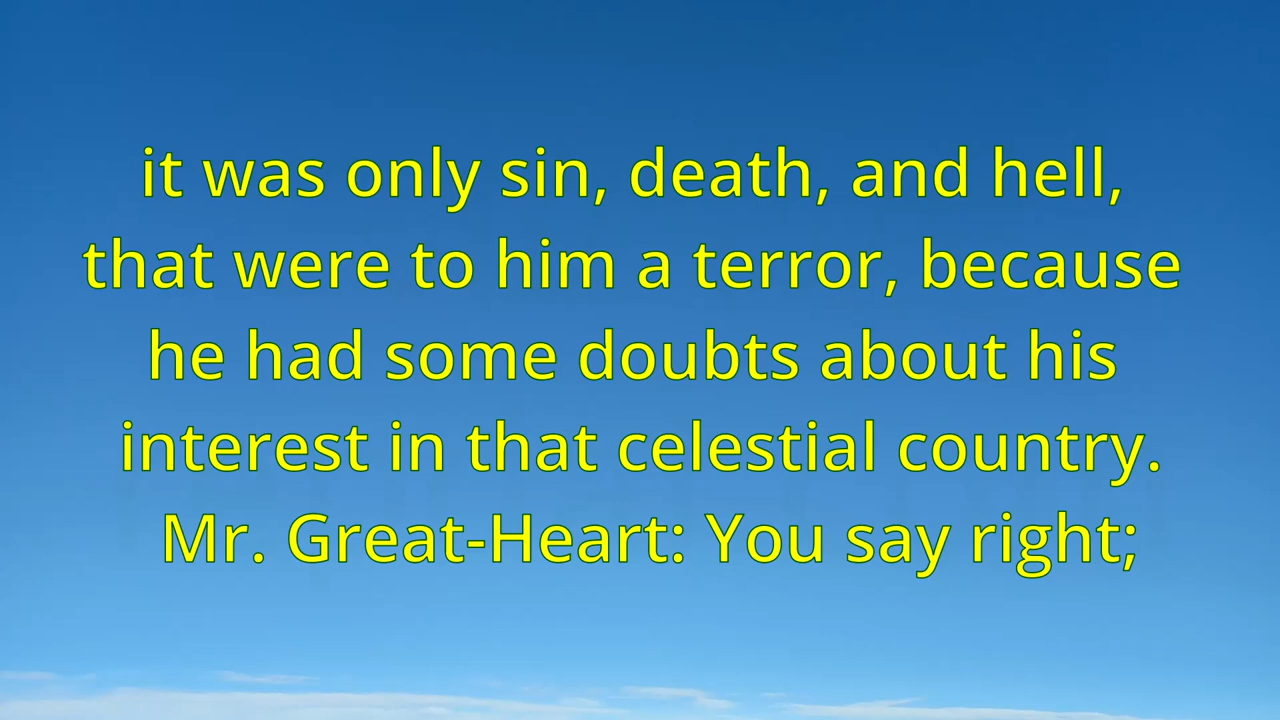 it was only sin, death, and hell,
that were to him a terror, because
he had some doubts about his
interest in that celestial country.
Mr. Great-Heart: You say right;